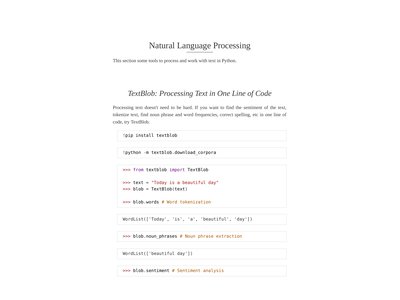 Natural Language Processing
This section some tools to process and work with text in Python.
TextBlob: Processing Text in One Line of Code
Processing text doesn't need to be hard. If you want to find the sentiment of the text,
tokenize text, find noun phrase and word frequencies, correct spelling, etc in one line of
code, try TextBlob.
!pip install textblob
!python -m textblob.download_corpora
>>> from textblob import TextBlob
>>> text = "Today is a beautiful day"
>>> blob = TextBlob(text)
>>> blob.words # Word tokenization
WordList(['Today', 'is', 'a', 'beautiful', 'day'])
>>> blob.noun_phrases # Noun phrase extraction
WordList(['beautiful day'])
>>> blob.sentiment # Sentiment analysis